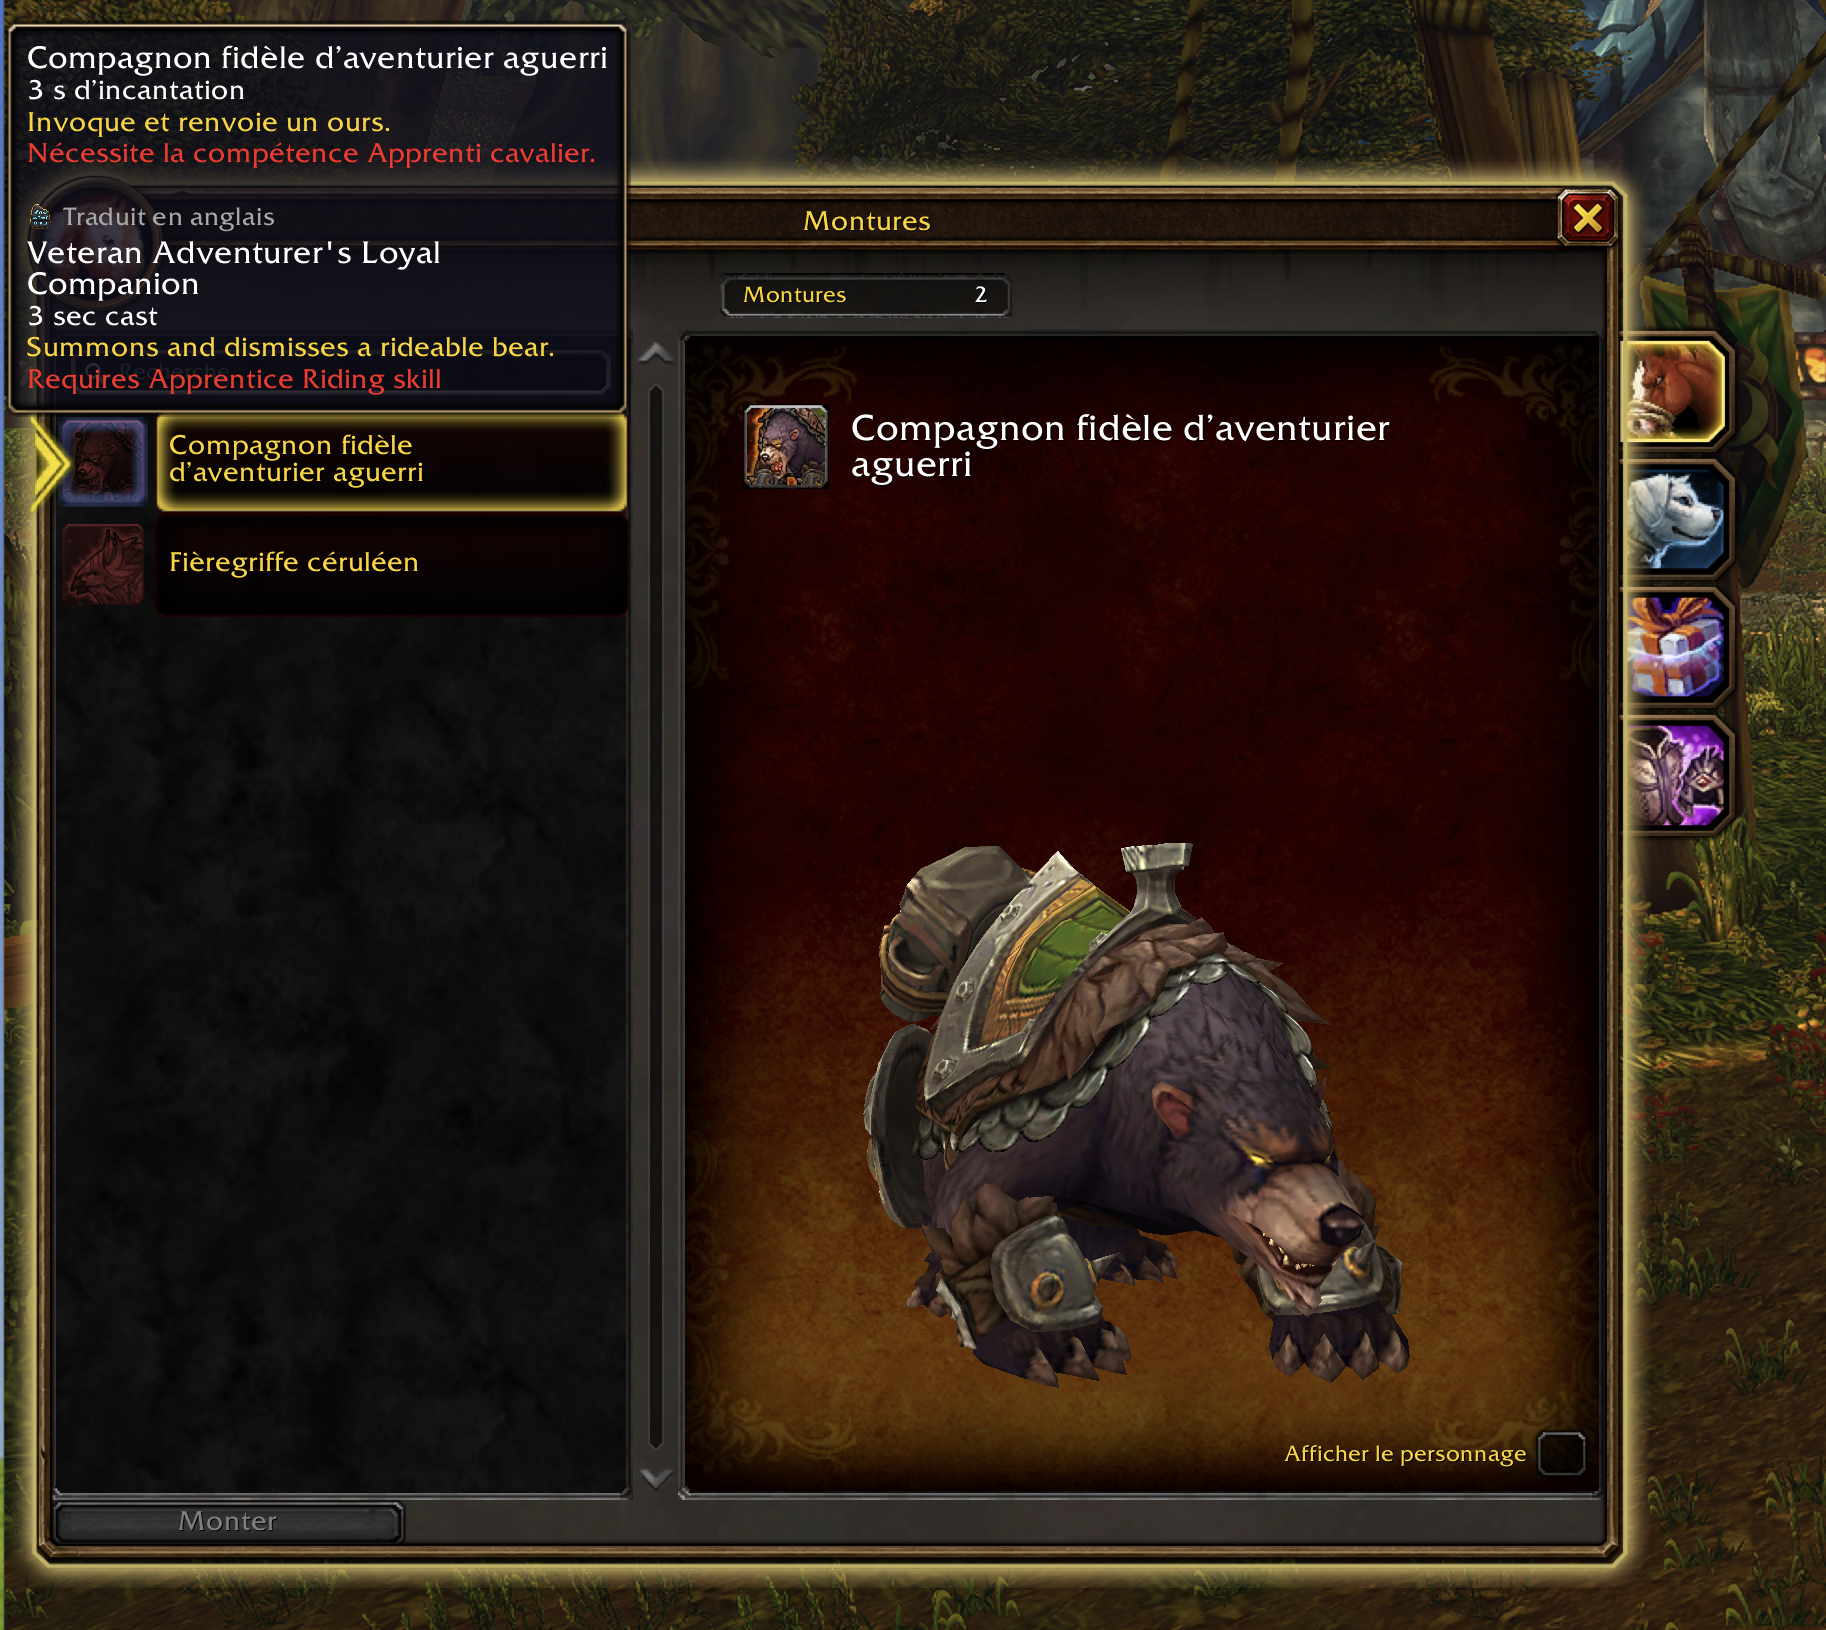 Compagnon fidèle d'aventurier aguerri
3 s d'incantation
Invoque et renvoie un ours.
Nécessite la compétence Apprenti cavalier.
Traduit en anglais
Veteran Adventurer's Loyal
Companion
3 sec cast
Summons and dismisses a rideable bear.
Requires Apprentice Riding skill
Recherche
Montures
Montures 2
Compagnon fidèle
d'aventurier aguerri
Fièregriffe céruléen
Compagnon fidèle d'aventurier
aguerri
Afficher le personnage
Monter